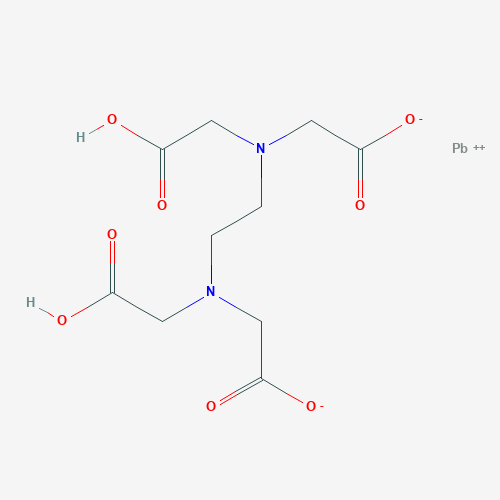 H O O O -
N Pb ++
O O
O
H O N
O O -